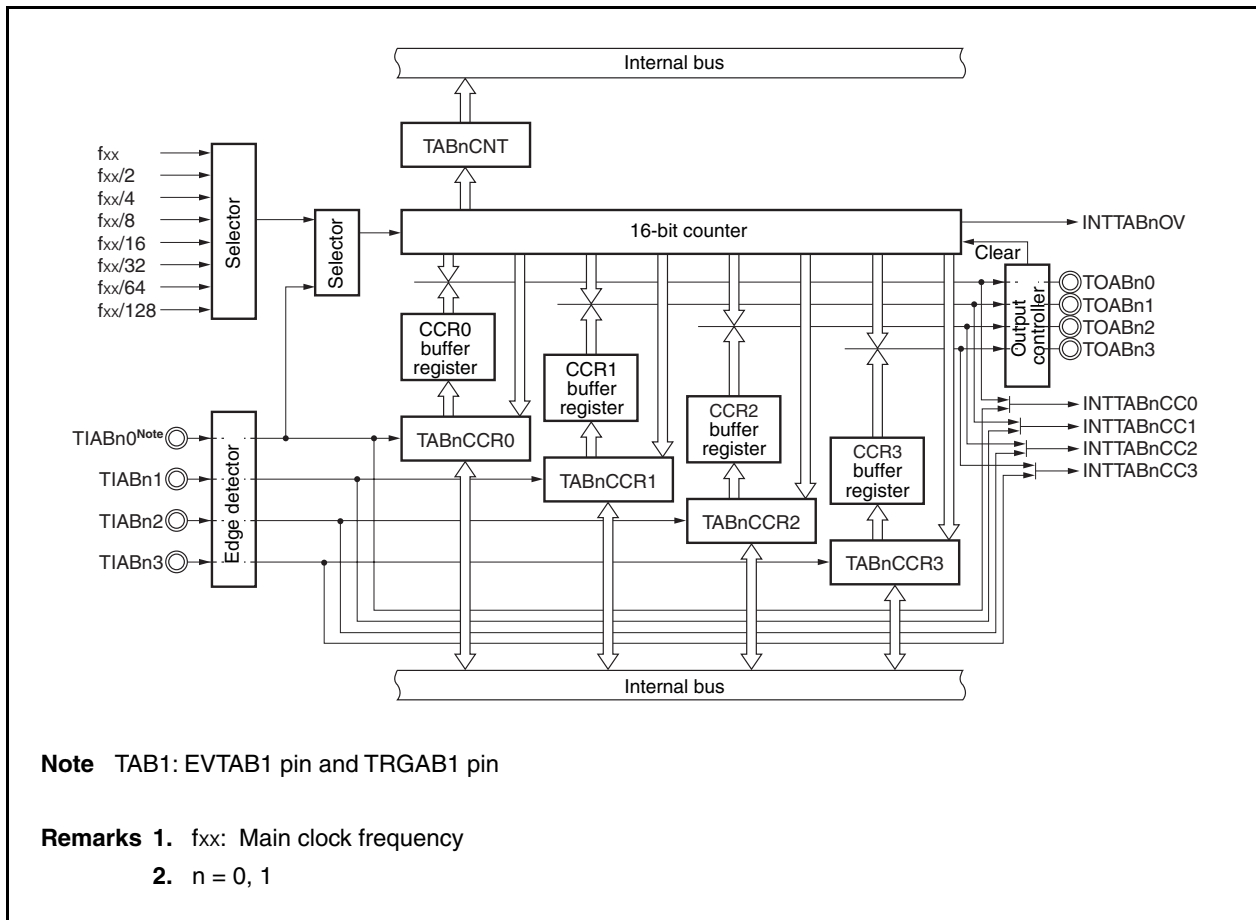 Internal bus
TABnCNT
fxx
fxx/2
fxx/4
fxx/8
fxx/16
fxx/32
fxx/64
fxx/128
Selector
Selector
16-bit counter
INTTABnOV
Clear
Output
controller
TOABn0
TOABn1
TOABn2
TOABn3
CCR0
buffer
register
CCR1
buffer
register
CCR2
buffer
register
CCR3
buffer
register
INTTABnCC0
INTTABnCC1
INTTABnCC2
INTTABnCC3
TIABn0Note
TIABn1
TIABn2
TIABn3
Edge detector
TABnCCR0
TABnCCR1
TABnCCR2
TABnCCR3
Internal bus
Note TAB1: EVTAB1 pin and TRGAB1 pin
Remarks 1. fxx: Main clock frequency
2. n = 0, 1